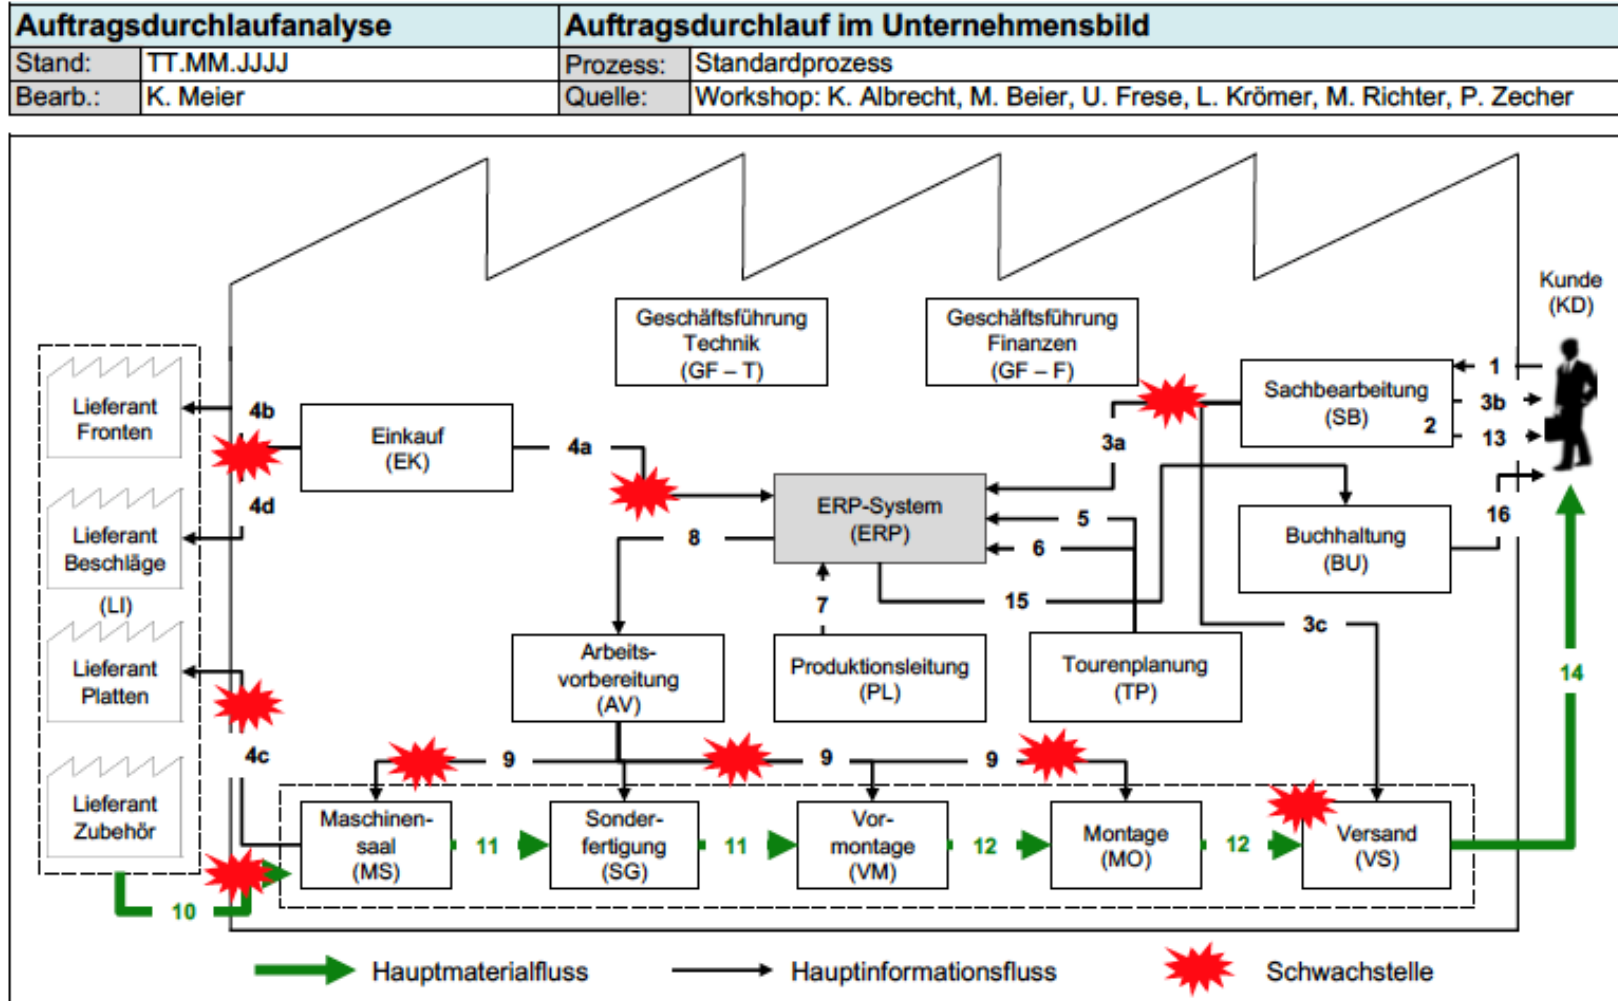 Auftragsdurchlaufanalyse
Auftragsdurchlauf im Unternehmensbild
Stand:
TT.MM.JJJJ
Prozess:
Standardprozess
Bearb.:
K. Meier
Quelle:
Workshop: K. Albrecht, M. Beier, U. Frese, L. Krömer, M. Richter, P. Zecher
Kunde
(KD)
Geschäftsführung
Technik
(GF – T)
Geschäftsführung
Finanzen
(GF – F)
Sachbearbeitung
(SB)
1
3b
2
13
Lieferant
Fronten
4b
Einkauf
(EK)
4a
3a
4d
ERP-System
(ERP)
5
6
8
16
Lieferant
Beschläge
(LI)
Buchhaltung
(BU)
7
15
3c
Lieferant
Platten
Arbeits-
vorbereitung
(AV)
Produktionsleitung
(PL)
Tourenplanung
(TP)
14
4c
9
9
9
Lieferant
Zubehör
Maschinen-
saal
(MS)
11
Sonder-
fertigung
(SG)
11
Vor-
montage
(VM)
12
Montage
(MO)
12
Versand
(VS)
10
Hauptmaterialfluss
Hauptinformationsfluss
Schwachstelle